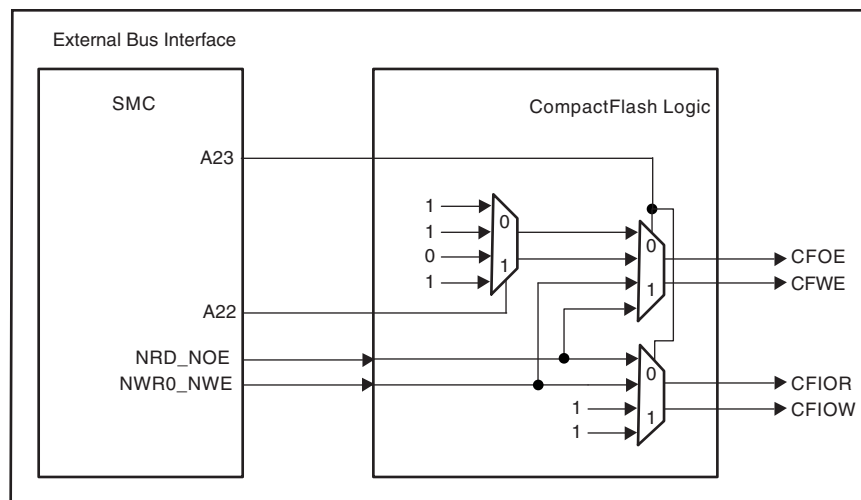 External Bus Interface
SMC
CompactFlash Logic
A23
1
0
1
0
1
1
0
1
CFOE
CFWE
A22
NRD_NOE
NWR0_NWE
0
1
1
1
CFIOR
CFIOW